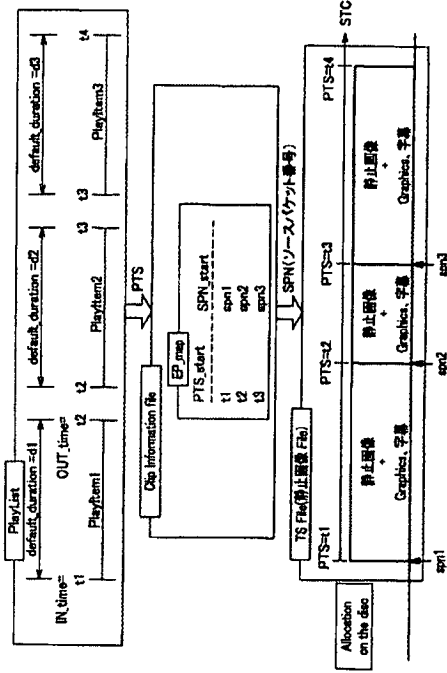 PlayList
default_duration =d1
default_duration =d2
default_duration =d3
IN_time=
OUT_time=
t1
t2
t2
t3
t3
t4
PlayItem1
PlayItem2
PlayItem3
PTS
Clip Information file
EP_map
PTS_start
SPN_start
t1
spn1
t2
spn2
t3
spn3
SPN(ソースパケット番号)
TS File(静止画像 File)
STC
PTS=t1
PTS=t2
PTS=t3
PTS=t4
静止画像
+
Graphics、字幕
静止画像
+
Graphics、字幕
静止画像
+
Graphics、字幕
Allocation
on the disc
spn1
spn2
spn3